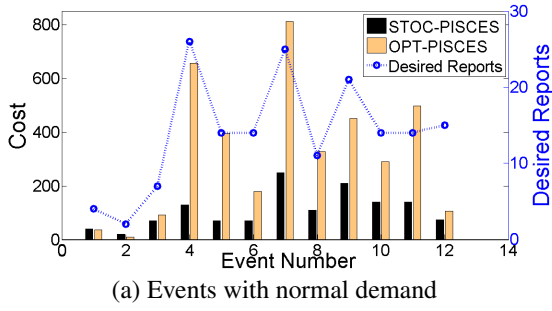 800
600
400
200
0
Cost
0 2 4 6 8 10 12 14
Event Number
30
20
10
0
Desired Reports
STOC-PISCES
OPT-PISCES
Desired Reports
(a) Events with normal demand